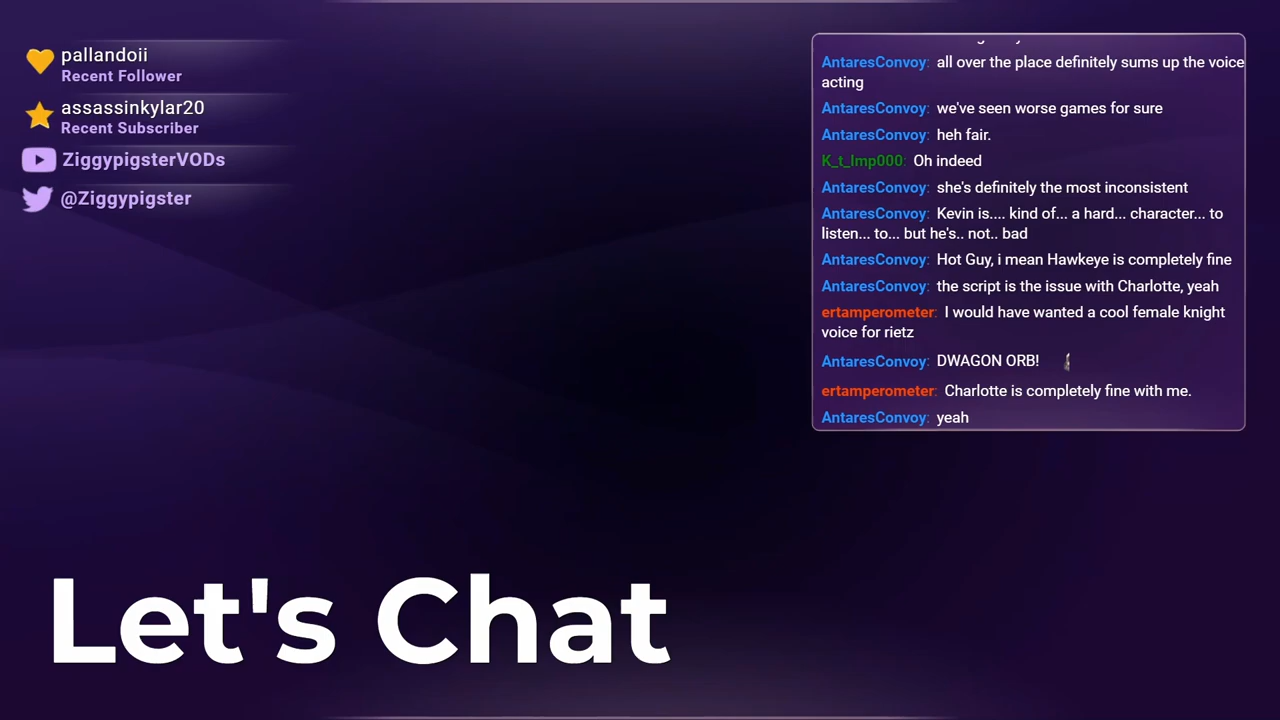 pallandoii
Recent Follower
assassinkylar20
Recent Subscriber
ZiggypigsterVODs
@Ziggypigster
AntaresConvoy: all over the place definitely sums up the voice
acting
AntaresConvoy: we've seen worse games for sure
AntaresConvoy: heh fair.
K_t_Imp000: Oh indeed
AntaresConvoy: she's definitely the most inconsistent
AntaresConvoy: Kevin is.... kind of... a hard... character... to
listen... to... but he's.. not.. bad
AntaresConvoy: Hot Guy, i mean Hawkeye is completely fine
AntaresConvoy: the script is the issue with Charlotte, yeah
ertamperometer: I would have wanted a cool female knight
voice for rietz
AntaresConvoy: DWAGON ORB!
ertamperometer: Charlotte is completely fine with me.
AntaresConvoy: yeah
Let's Chat